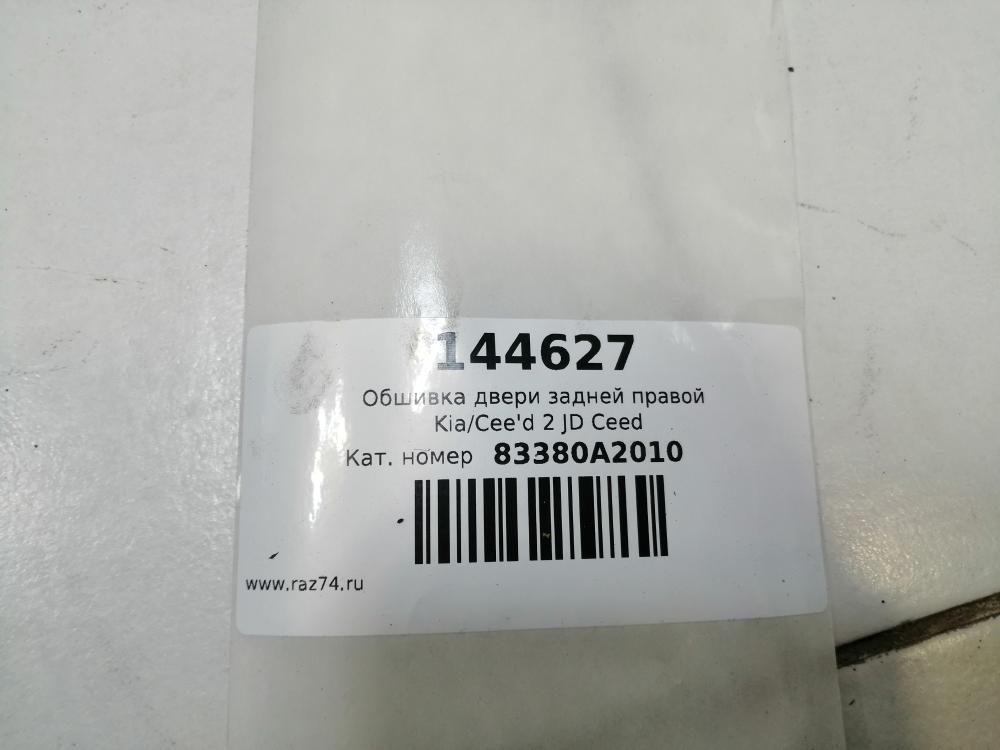 144627
Обшивка двери задней правой
Kia/Cee'd 2 JD Ceed
Кат. номер 83380A2010
www.raz74.ru